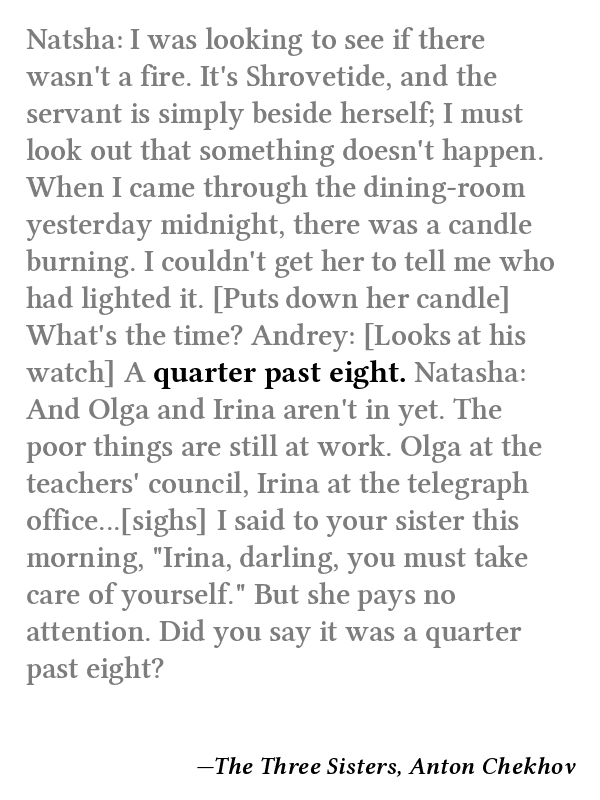 Natsha: I was looking to see if there
wasn't a fire. It's Shrovetide, and the
servant is simply beside herself; I must
look out that something doesn't happen.
When I came through the dining-room
yesterday midnight, there was a candle
burning. I couldn't get her to tell me who
had lighted it. [Puts down her candle]
What's the time? Andrey: [Looks at his
watch] A quarter past eight. Natasha:
And Olga and Irina aren't in yet. The
poor things are still at work. Olga at the
teachers' council, Irina at the telegraph
office...[sighs] I said to your sister this
morning, "Irina, darling, you must take
care of yourself." But she pays no
attention. Did you say it was a quarter
past eight?
—The Three Sisters, Anton Chekhov